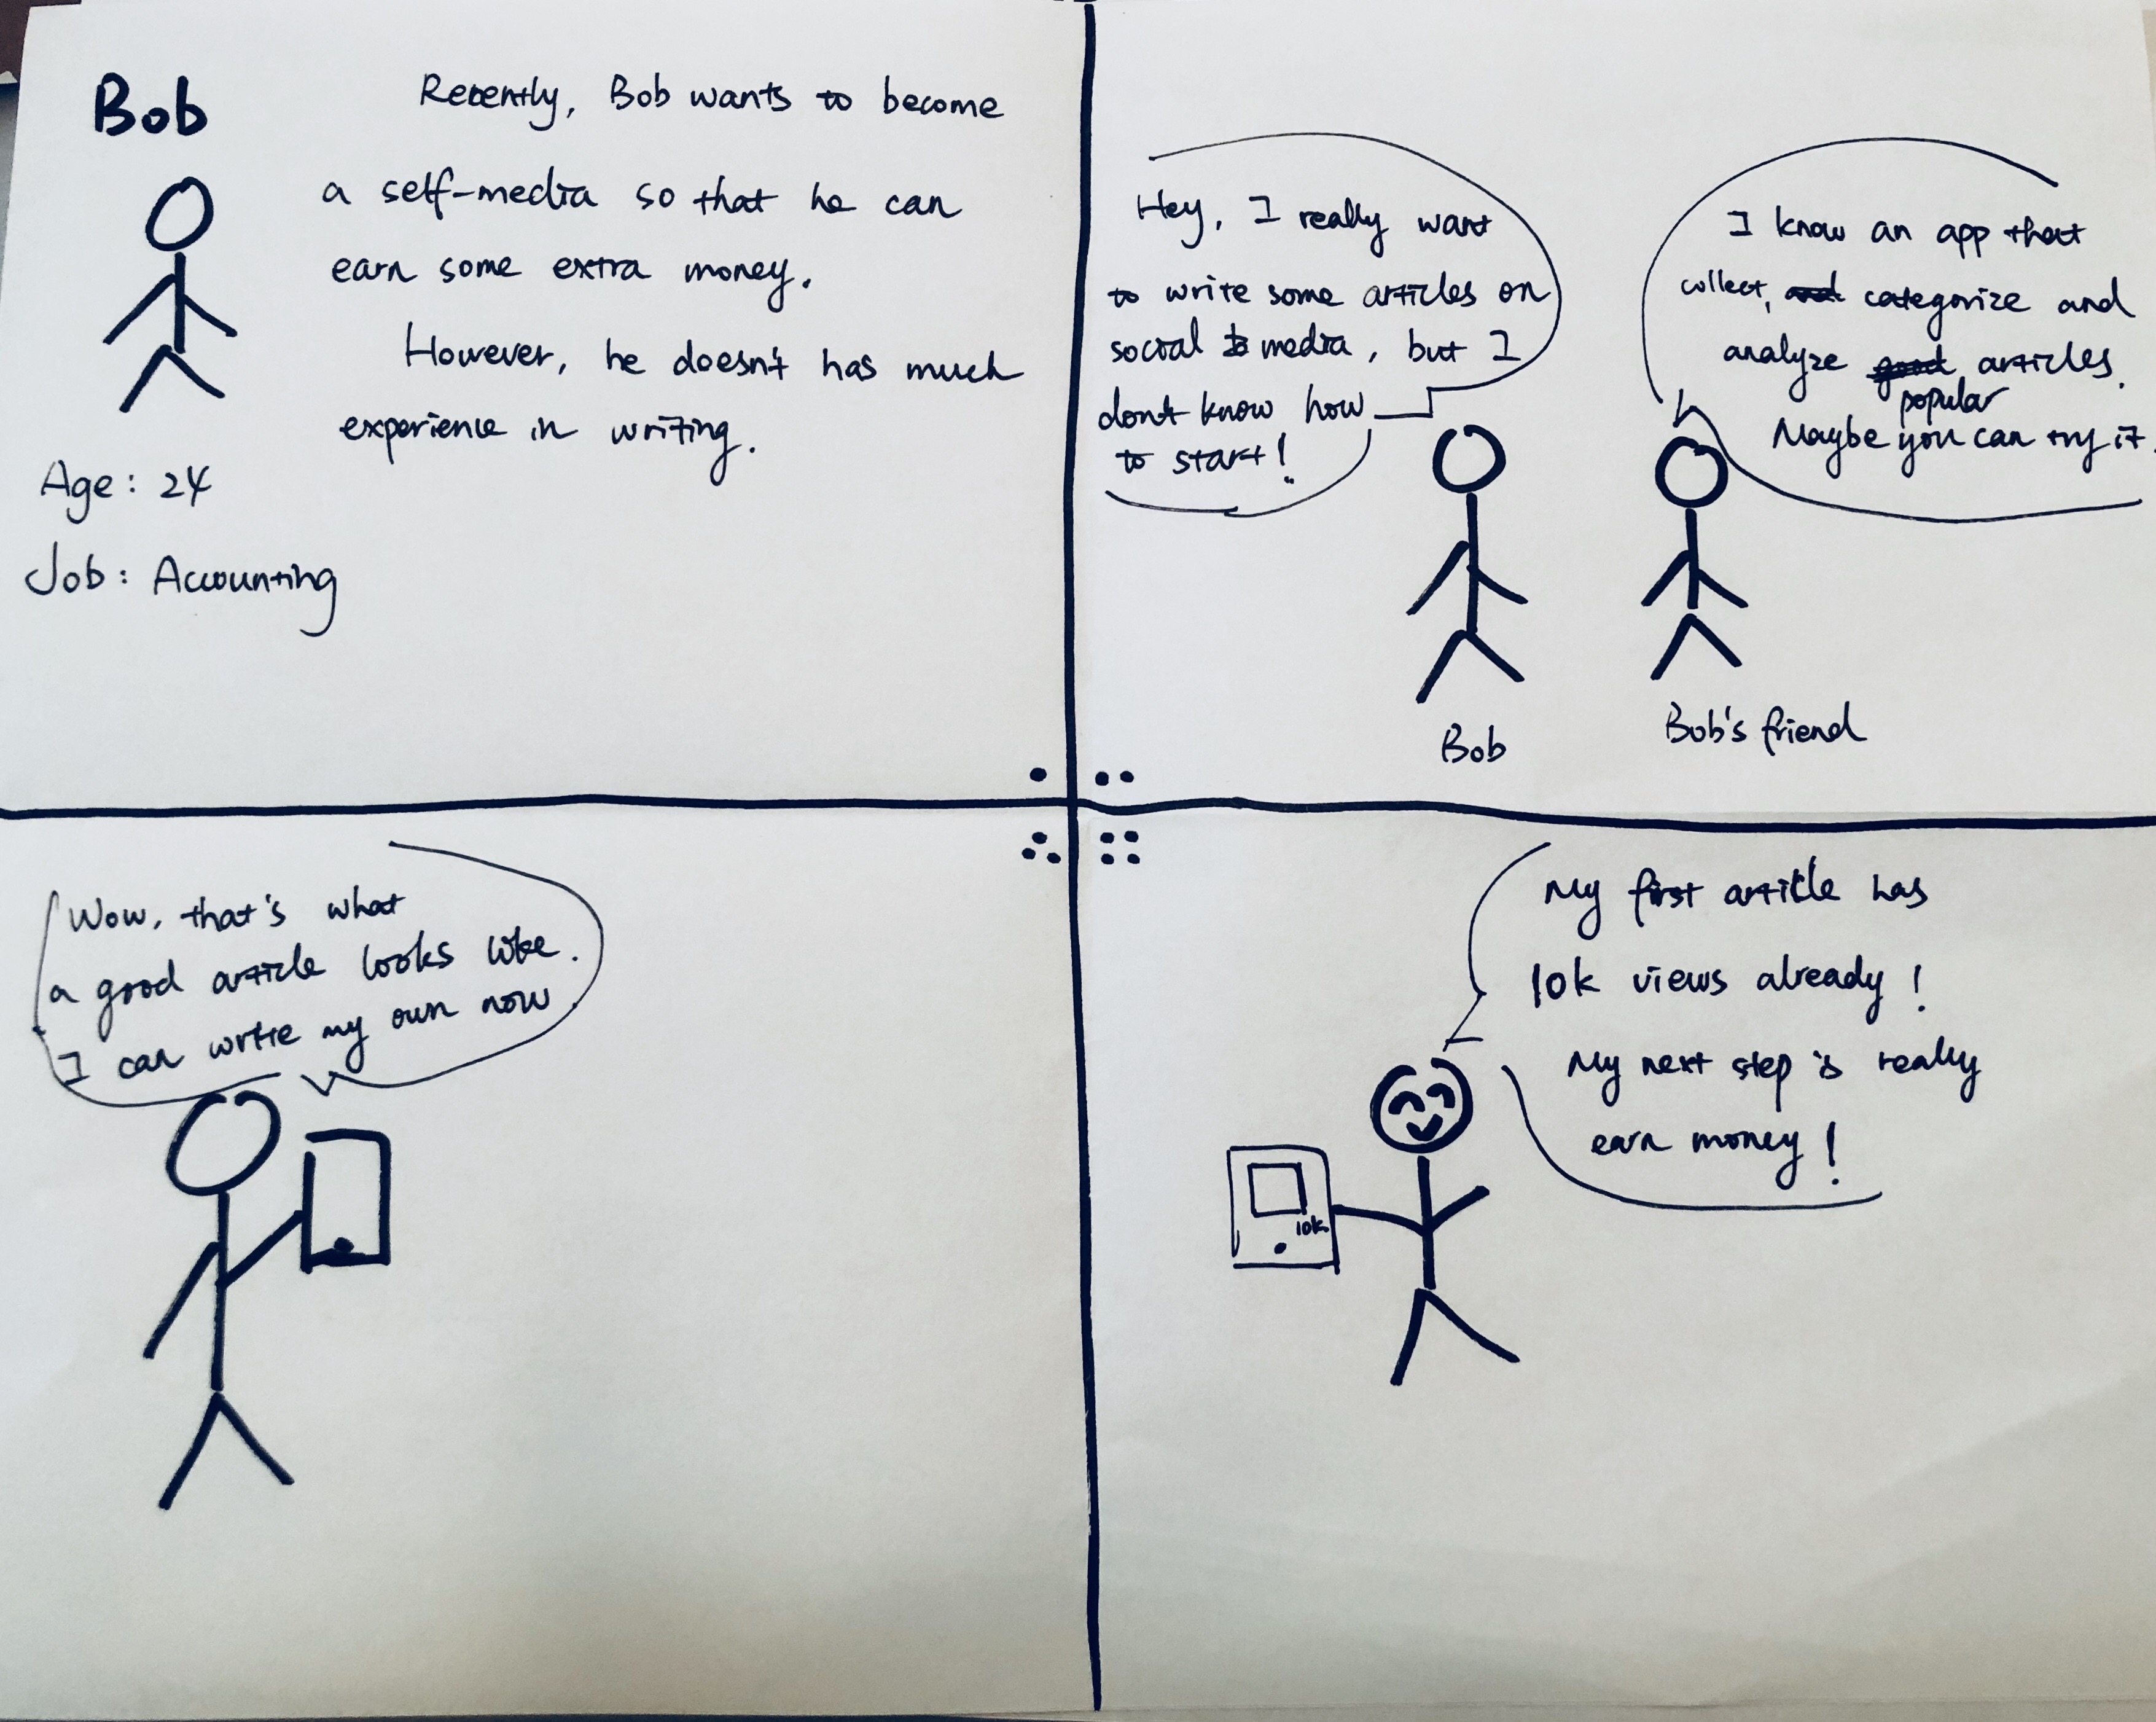 Bob
Recently, Bob wants to become
a self-media so that he can
earn some extra money.
However, he doesn't has much
experience in writing.
Age: 24
Job: Accounting
Hey, I really want
to write some articles on
social media, but I
don't know how
to start!
I know an app that
collect, and categorize and
analyze good articles.
popular
Maybe you can try it.
Bob
Bob's friend
Wow, that's what
a good article looks like.
I can wrtie my own now
My first article has
10k views already!
My next step is really
earn money!
10k